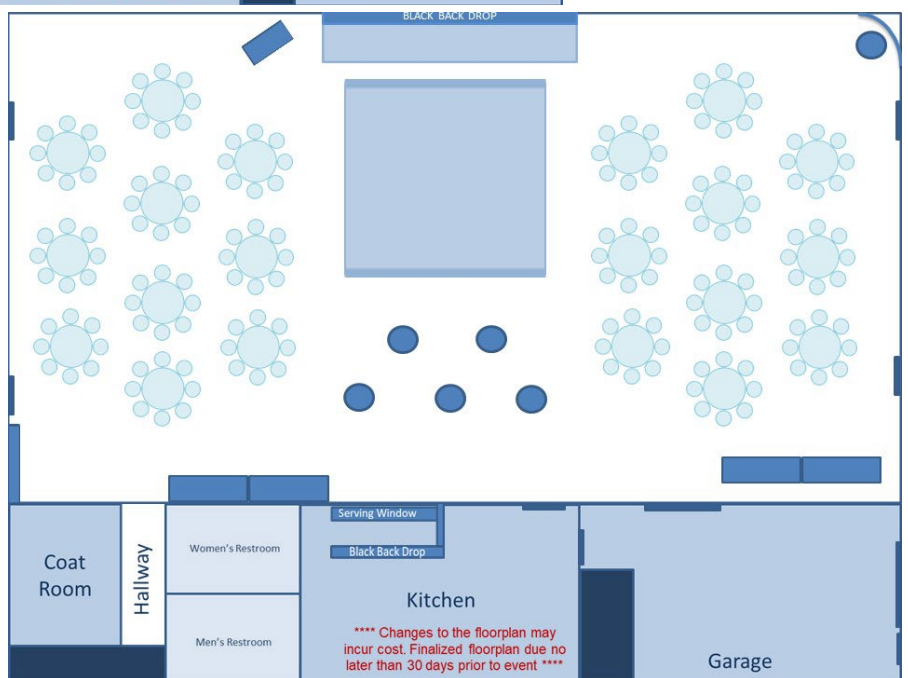 BLACK BACK DROP
Serving Window
Women's Restroom
Black Back Drop
Coat
Room
Hallway
Kitchen
Men's Restroom
**** Changes to the floorplan may
incur cost. Finalized floorplan due no
later than 30 days prior to event ****
Garage